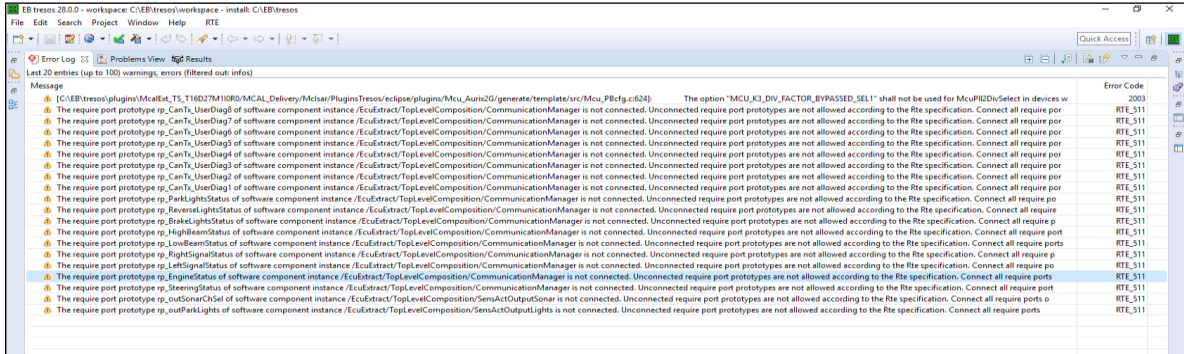 EB tresos 28.0.0 - workspace: C:\EB\tresos\workspace - install: C:\EB\tresos
File Edit Search Project Window Help RTE
Quick Access
Error Log Problems View Results
Last 20 entries (up to 100) warnings, errors (filtered out: infos)
Message Error Code
[C:\EB\tresos\plugins\McalExt_TS_T16D27M1I0R0/MCAL_Delivery/McIsar/PluginsTresos/eclipse/plugins/Mcu_Aurix2G/generate/template/src/Mcu_PBcfg.c:624]: The option "MCU_K3_DIV_FACTOR_BYPASSED_SEL1" shall not be used for McuPll2DivSelect in devices w 2003
The require port prototype rp_CanTx_UserDiag8 of software component instance /EcuExtract/TopLevelComposition/CommunicationManager is not connected. Unconnected require port prototypes are not allowed according to the Rte specification. Connect all require por RTE_511
The require port prototype rp_CanTx_UserDiag7 of software component instance /EcuExtract/TopLevelComposition/CommunicationManager is not connected. Unconnected require port prototypes are not allowed according to the Rte specification. Connect all require por RTE_511
The require port prototype rp_CanTx_UserDiag6 of software component instance /EcuExtract/TopLevelComposition/CommunicationManager is not connected. Unconnected require port prototypes are not allowed according to the Rte specification. Connect all require por RTE_511
The require port prototype rp_CanTx_UserDiag5 of software component instance /EcuExtract/TopLevelComposition/CommunicationManager is not connected. Unconnected require port prototypes are not allowed according to the Rte specification. Connect all require por RTE_511
The require port prototype rp_CanTx_UserDiag4 of software component instance /EcuExtract/TopLevelComposition/CommunicationManager is not connected. Unconnected require port prototypes are not allowed according to the Rte specification. Connect all require por RTE_511
The require port prototype rp_CanTx_UserDiag3 of software component instance /EcuExtract/TopLevelComposition/CommunicationManager is not connected. Unconnected require port prototypes are not allowed according to the Rte specification. Connect all require por RTE_511
The require port prototype rp_CanTx_UserDiag2 of software component instance /EcuExtract/TopLevelComposition/CommunicationManager is not connected. Unconnected require port prototypes are not allowed according to the Rte specification. Connect all require por RTE_511
The require port prototype rp_CanTx_UserDiag1 of software component instance /EcuExtract/TopLevelComposition/CommunicationManager is not connected. Unconnected require port prototypes are not allowed according to the Rte specification. Connect all require por RTE_511
The require port prototype rp_ParkLightsStatus of software component instance /EcuExtract/TopLevelComposition/CommunicationManager is not connected. Unconnected require port prototypes are not allowed according to the Rte specification. Connect all require po RTE_511
The require port prototype rp_ReverseLightsStatus of software component instance /EcuExtract/TopLevelComposition/CommunicationManager is not connected. Unconnected require port prototypes are not allowed according to the Rte specification. Connect all require RTE_511
The require port prototype rp_BrakeLightsStatus of software component instance /EcuExtract/TopLevelComposition/CommunicationManager is not connected. Unconnected require port prototypes are not allowed according to the Rte specification. Connect all require p RTE_511
The require port prototype rp_HighBeamStatus of software component instance /EcuExtract/TopLevelComposition/CommunicationManager is not connected. Unconnected require port prototypes are not allowed according to the Rte specification. Connect all require port RTE_511
The require port prototype rp_LowBeamStatus of software component instance /EcuExtract/TopLevelComposition/CommunicationManager is not connected. Unconnected require port prototypes are not allowed according to the Rte specification. Connect all require ports RTE_511
The require port prototype rp_RightSignalStatus of software component instance /EcuExtract/TopLevelComposition/CommunicationManager is not connected. Unconnected require port prototypes are not allowed according to the Rte specification. Connect all require p RTE_511
The require port prototype rp_LeftSignalStatus of software component instance /EcuExtract/TopLevelComposition/CommunicationManager is not connected. Unconnected require port prototypes are not allowed according to the Rte specification. Connect all require po RTE_511
The require port prototype rp_EngineStatus of software component instance /EcuExtract/TopLevelComposition/CommunicationManager is not connected. Unconnected require port prototypes are not allowed according to the Rte specification. Connect all require ports RTE_511
The require port prototype rp_SteeringStatus of software component instance /EcuExtract/TopLevelComposition/CommunicationManager is not connected. Unconnected require port prototypes are not allowed according to the Rte specification. Connect all require port RTE_511
The require port prototype rp_outSonarChSel of software component instance /EcuExtract/TopLevelComposition/SensActOutputSonar is not connected. Unconnected require port prototypes are not allowed according to the Rte specification. Connect all require ports o RTE_511
The require port prototype rp_outParkLights of software component instance /EcuExtract/TopLevelComposition/SensActOutputLights is not connected. Unconnected require port prototypes are not allowed according to the Rte specification. Connect all require ports RTE_511